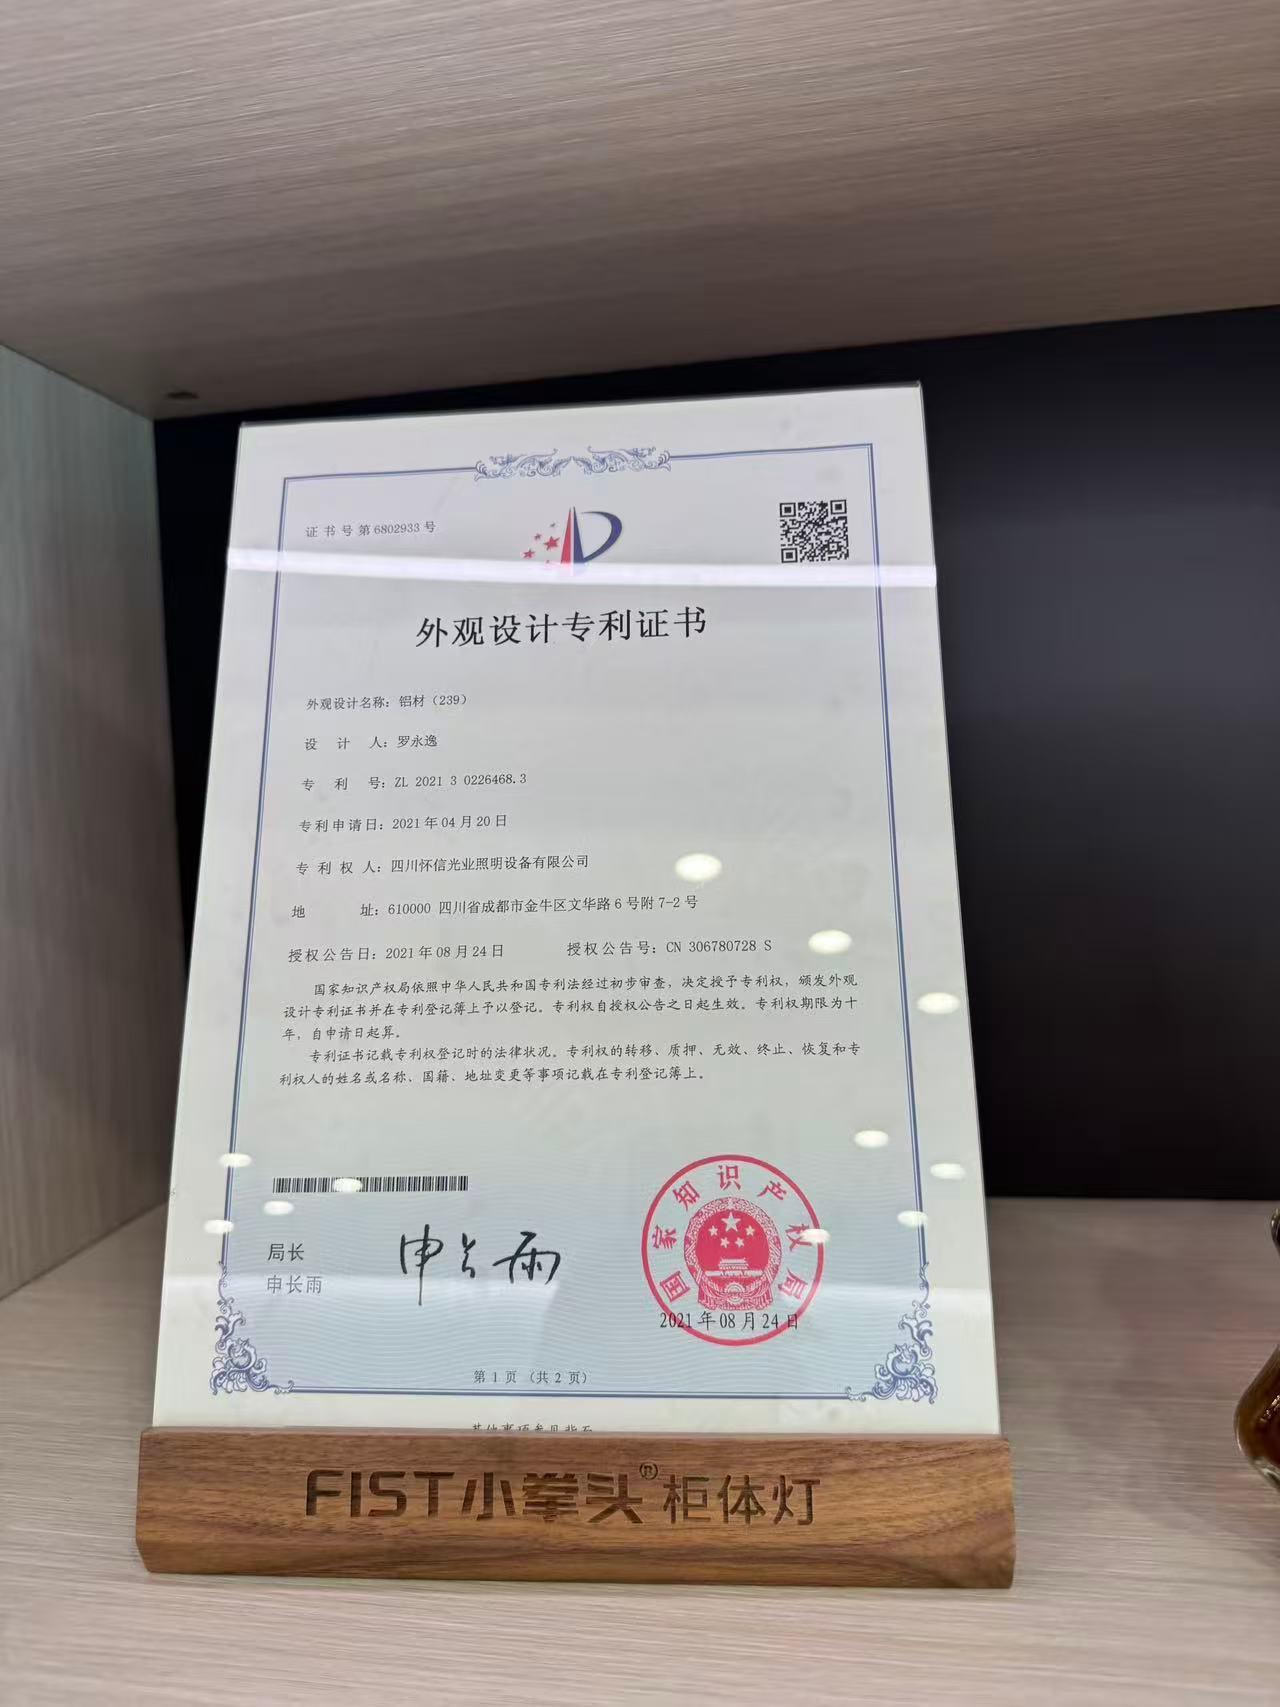 证书号第6802933号
外观设计专利证书
外观设计名称：铝材（239）
设计人：罗永逸
专利号：ZL 2021 3 0226468.3
专利申请日：2021年04月20日
专利权人：四川怀信光业照明设备有限公司
地址：610000 四川省成都市金牛区文华路6号附7-2号
授权公告日：2021年08月24日 授权公告号：CN 306780728 S
国家知识产权局依照中华人民共和国专利法经过初步审查，决定授予专利权，颁发外观
设计专利证书并在专利登记簿上予以登记。专利权自授权公告之日起生效。专利权期限为十
年，自申请日起算。
专利证书记载专利权登记时的法律状况。专利权的转移、质押、无效、终止、恢复和专
利权人的姓名或名称、国籍、地址变更等事项记载在专利登记簿上。
局长
申长雨
申长雨
国家知识产权局
2021年08月24日
第1页（共2页）
其他事项参见背面
FIST小拳头®柜体灯